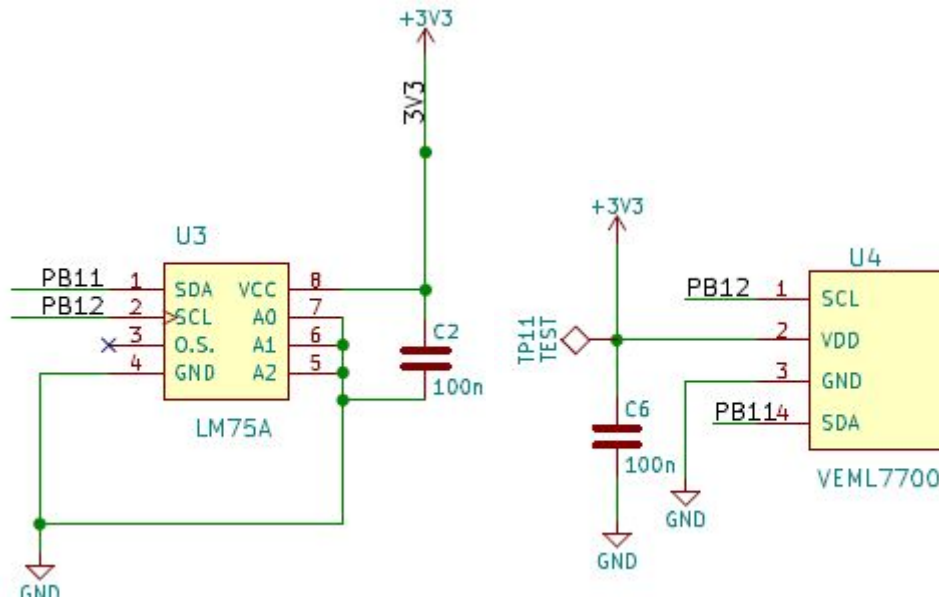 +3V3
3V3
U3
PB11 1 SDA VCC 8
PB12 2 SCL A0 7
3 O.S. A1 6
4 GND A2 5
LM75A
C2
100n
GND
+3V3
TP11
TEST
C6
100n
GND
GND
U4
PB12 1 SCL
2 VDD
3 GND
PB11 4 SDA
VEML7700